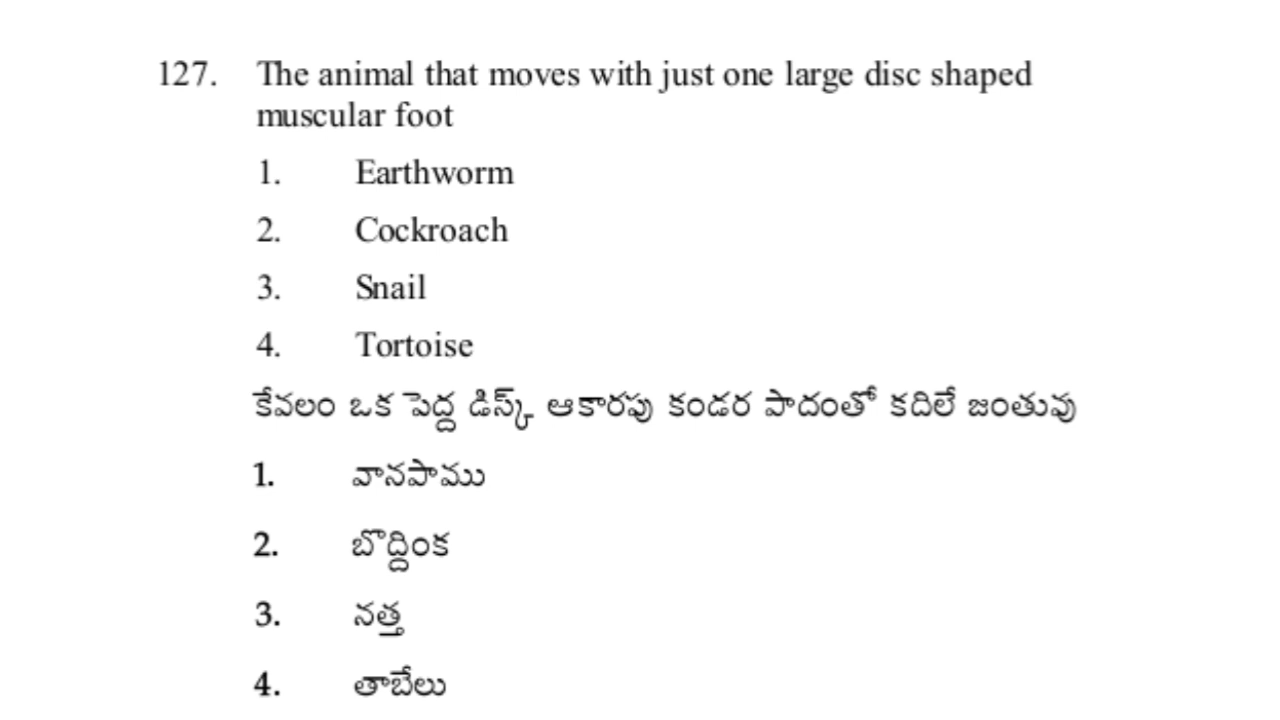 127. The animal that moves with just one large disc shaped
muscular foot
1. Earthworm
2. Cockroach
3. Snail
4. Tortoise
కేవలం ఒక పెద్ద డిస్క్ ఆకారపు కండర పాదంతో కదిలే జంతువు
1. వానపాము
2. బొద్దింక
3. నత్త
4. తాబేలు